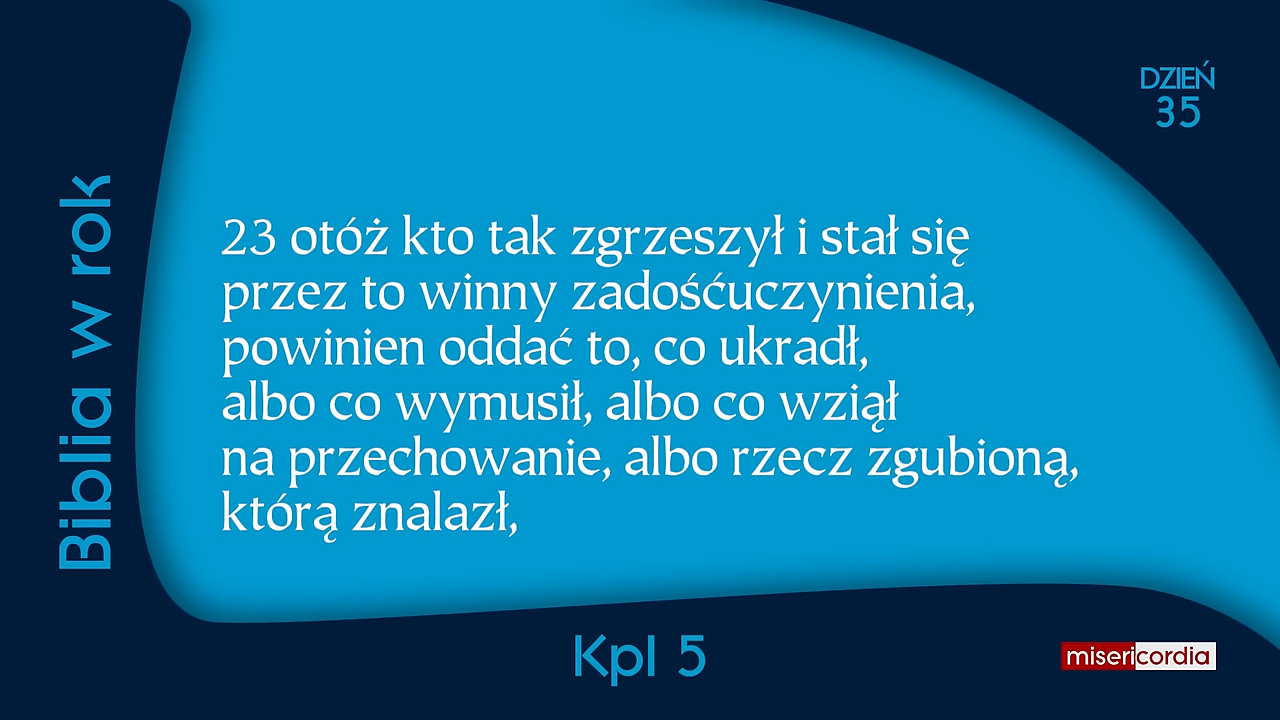 DZIEŃ
35
Biblia w rok
23 otóż kto tak zgrzeszył i stał się
przez to winny zadośćuczynienia,
powinien oddać to, co ukradł,
albo co wymusił, albo co wziął
na przechowanie, albo rzecz zgubioną,
którą znalazł,
Kpl 5
misericordia